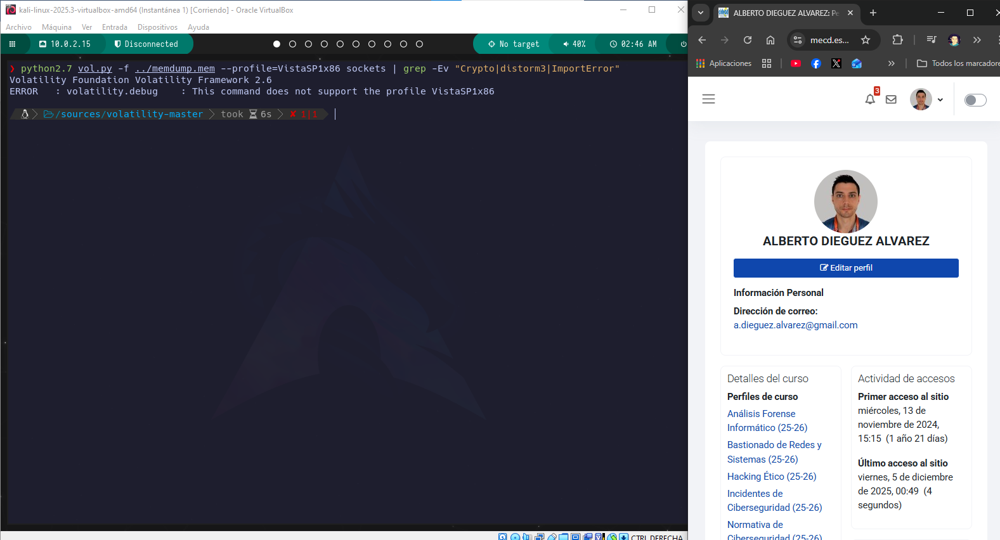 kali-linux-2025.3-virtualbox-amd64 (Instantánea 1) [Corriendo] - Oracle VirtualBox
Archivo Máquina Ver Entrada Dispositivos Ayuda
10.0.2.15 Disconnected No target 40% 02:46 AM
❯ python2.7 vol.py -f ../memdump.mem --profile=VistaSP1x86 sockets | grep -Ev "Crypto|distorm3|ImportError"
Volatility Foundation Volatility Framework 2.6
ERROR : volatility.debug : This command does not support the profile VistaSP1x86
/sources/volatility-master took 6s ✘ 1|1
CTRL DERECHA
ALBERTO DIEGUEZ ALVAREZ: Pe
mecd.es...
Aplicaciones
Todos los marcadore
3
ALBERTO DIEGUEZ ALVAREZ
Editar perfil
Información Personal
Dirección de correo:
a.dieguez.alvarez@gmail.com
Detalles del curso
Perfiles de curso
Análisis Forense
Informático (25-26)
Bastionado de Redes y
Sistemas (25-26)
Hacking Ético (25-26)
Incidentes de
Ciberseguridad (25-26)
Normativa de
Ciberseguridad (25-26)
Actividad de accesos
Primer acceso al sitio
miércoles, 13 de
noviembre de 2024,
15:15 (1 año 21 días)
Último acceso al sitio
viernes, 5 de diciembre
de 2025, 00:49 (4
segundos)